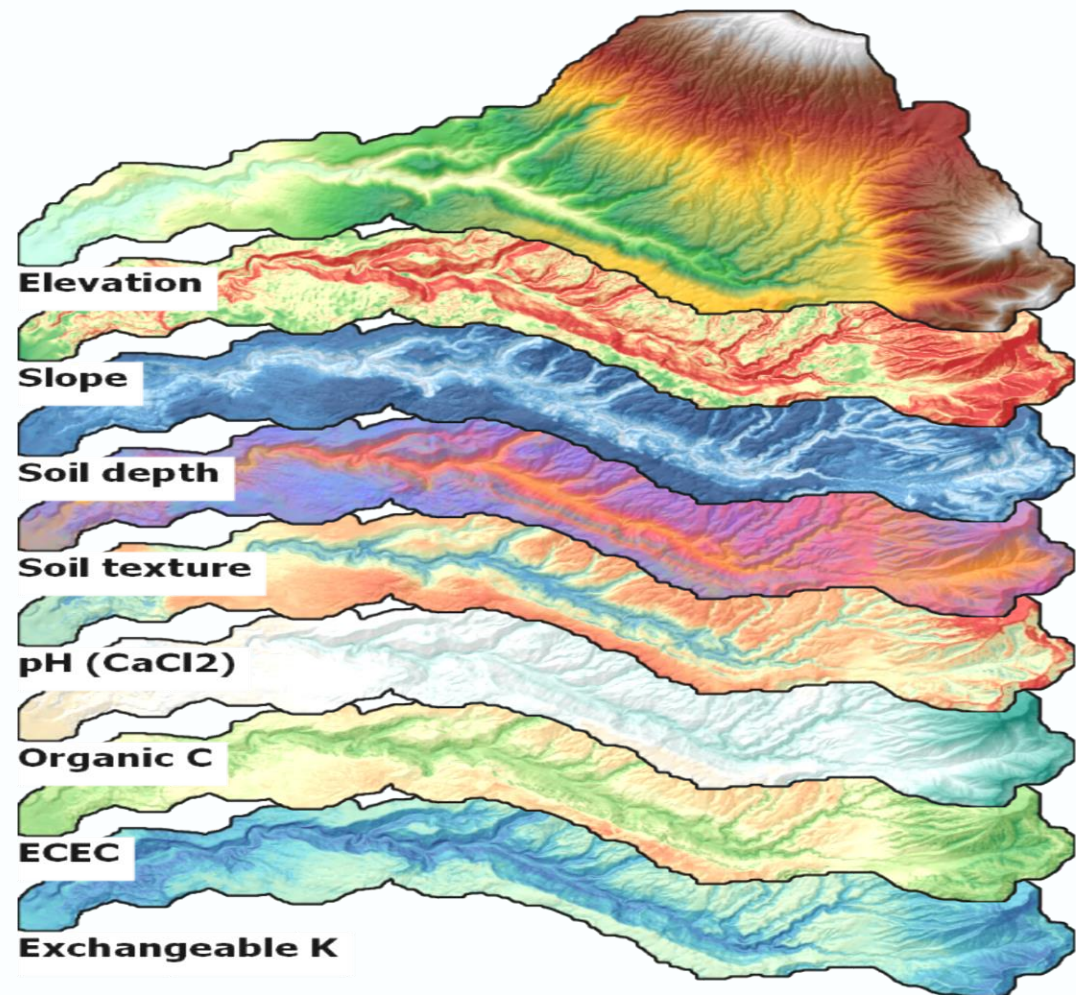 Elevation
Slope
Soil depth
Soil texture
pH (CaCl2)
Organic C
ECEC
Exchangeable K